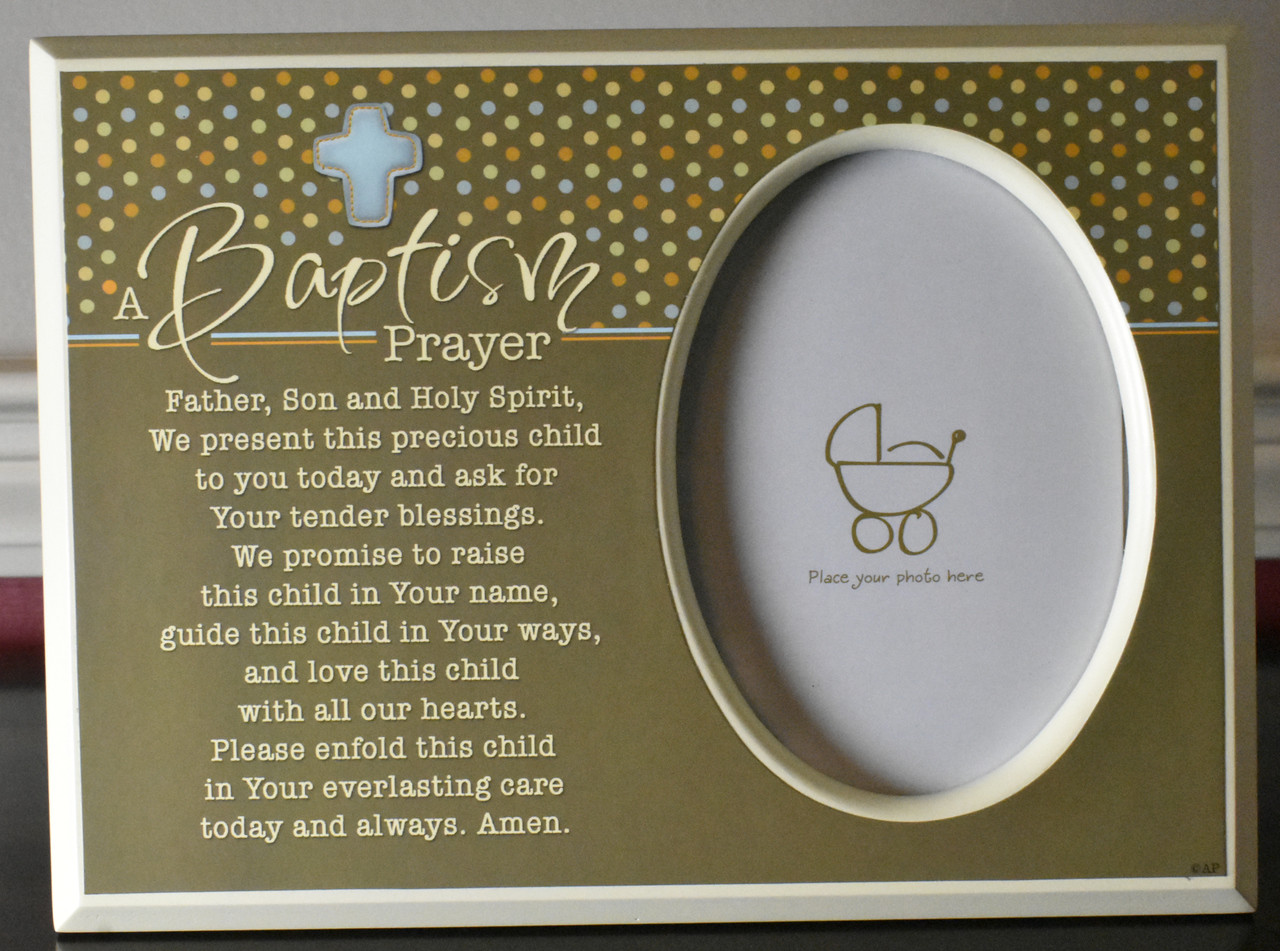 A Baptism
Prayer
Father, Son and Holy Spirit,
We present this precious child
to you today and ask for
Your tender blessings.
We promise to raise
this child in Your name,
guide this child in Your ways,
and love this child
with all our hearts.
Please enfold this child
in Your everlasting care
today and always. Amen.
Place your photo here
©AP